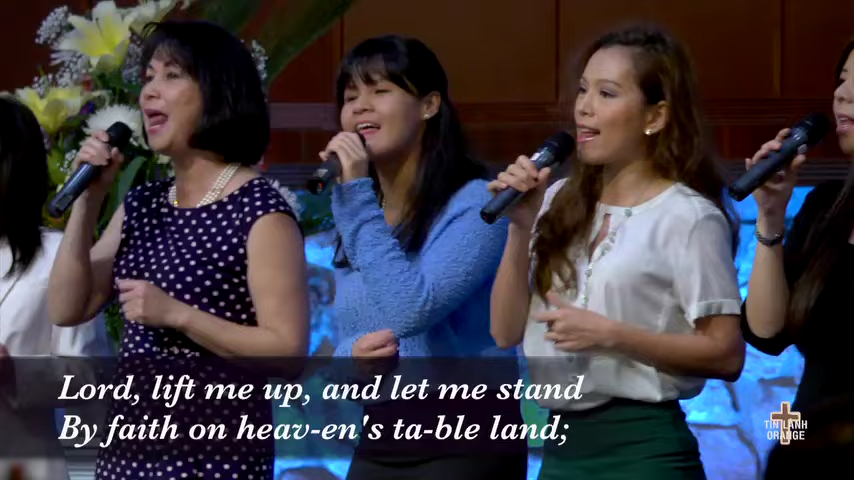 Lord, lift me up, and let me stand
By faith on heav-en's ta-ble land;
TIN LANH
ORANGE